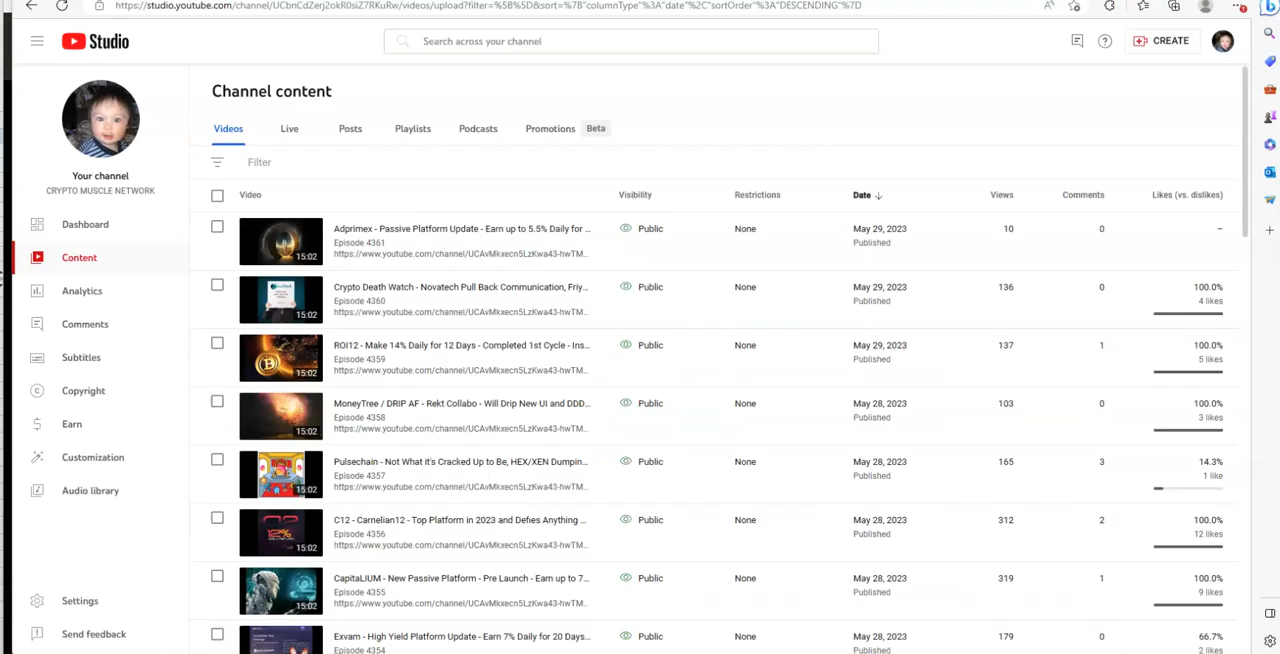 https://studio.youtube.com/channel/UCbnCdZerj2okR0siZ7RKuRw/videos/upload?filter=%5B%5D&sort=%7B"columnType"%3A"date"%2C"sortOrder"%3A"DESCENDING"%7D
Studio
Search across your channel
CREATE
Your channel
CRYPTO MUSCLE NETWORK
Dashboard
Content
Analytics
Comments
Subtitles
Copyright
Earn
Customization
Audio library
Settings
Send feedback
Channel content
Videos Live Posts Playlists Podcasts Promotions Beta
Filter
Video Visibility Restrictions Date Views Comments Likes (vs. dislikes)
15:02
Adprimex - Passive Platform Update - Earn up to 5.5% Daily for ... Public None May 29, 2023 10 0 –
Episode 4361 Published
https://www.youtube.com/channel/UCAvMkxecn5LzKwa43-hwTM...
15:02
Crypto Death Watch - Novatech Pull Back Communication, Friy... Public None May 29, 2023 136 0 100.0%
Episode 4360 Published 4 likes
https://www.youtube.com/channel/UCAvMkxecn5LzKwa43-hwTM...
15:02
ROI12 - Make 14% Daily for 12 Days - Completed 1st Cycle - Ins... Public None May 29, 2023 137 1 100.0%
Episode 4359 Published 5 likes
https://www.youtube.com/channel/UCAvMkxecn5LzKwa43-hwTM...
15:02
MoneyTree / DRIP AF - Rekt Collabo - Will Drip New UI and DDD... Public None May 28, 2023 103 0 100.0%
Episode 4358 Published 3 likes
https://www.youtube.com/channel/UCAvMkxecn5LzKwa43-hwTM...
15:02
Pulsechain - Not What it's Cracked Up to Be, HEX/XEN Dumpin... Public None May 28, 2023 165 3 14.3%
Episode 4357 Published 1 like
https://www.youtube.com/channel/UCAvMkxecn5LzKwa43-hwTM...
12%
15:02
C12 - Carnelian12 - Top Platform in 2023 and Defies Anything ... Public None May 28, 2023 312 2 100.0%
Episode 4356 Published 12 likes
https://www.youtube.com/channel/UCAvMkxecn5LzKwa43-hwTM...
15:02
CapitaLIUM - New Passive Platform - Pre Launch - Earn up to 7... Public None May 28, 2023 319 1 100.0%
Episode 4355 Published 9 likes
https://www.youtube.com/channel/UCAvMkxecn5LzKwa43-hwTM...
Exvam - High Yield Platform Update - Earn 7% Daily for 20 Days... Public None May 28, 2023 179 0 66.7%
Episode 4354 Published 2 likes